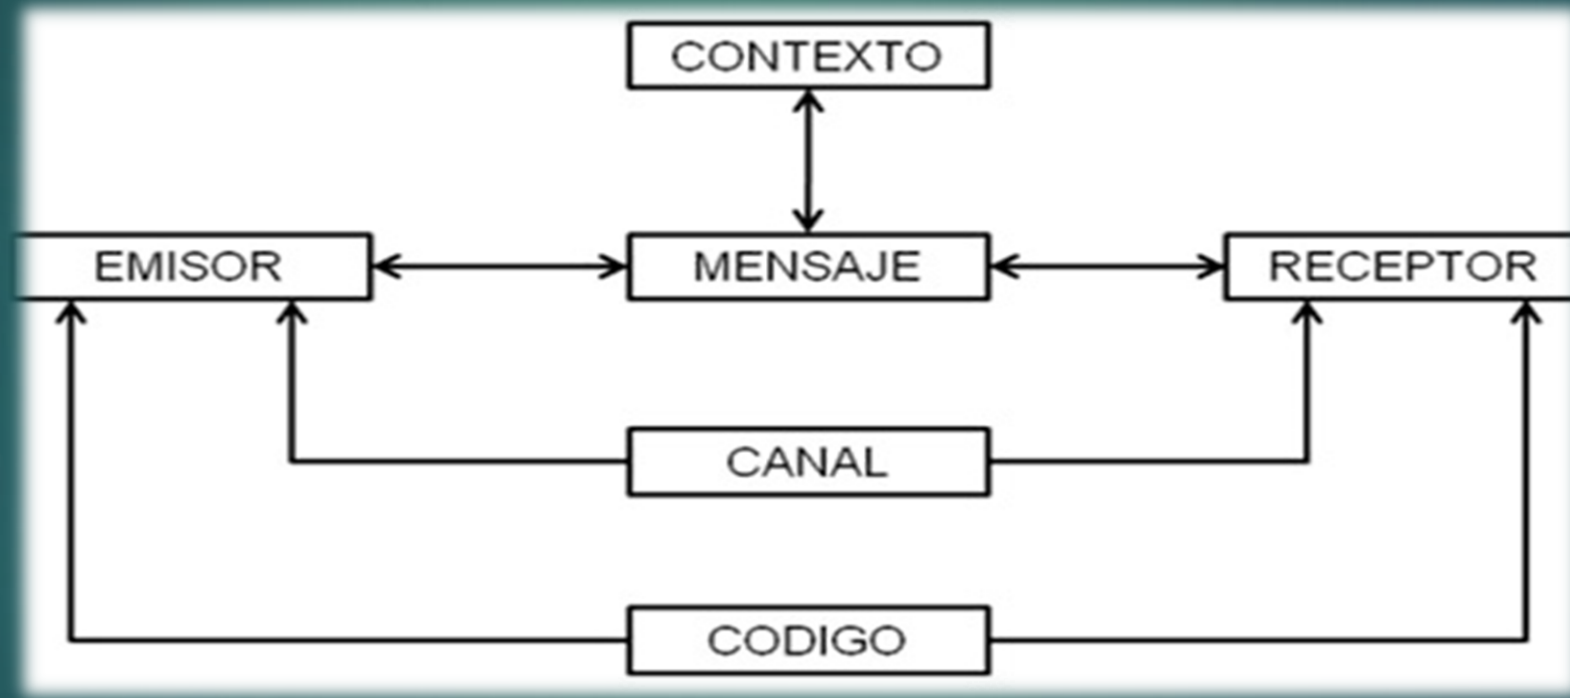 CONTEXTO
EMISOR
MENSAJE
RECEPTOR
CANAL
CODIGO